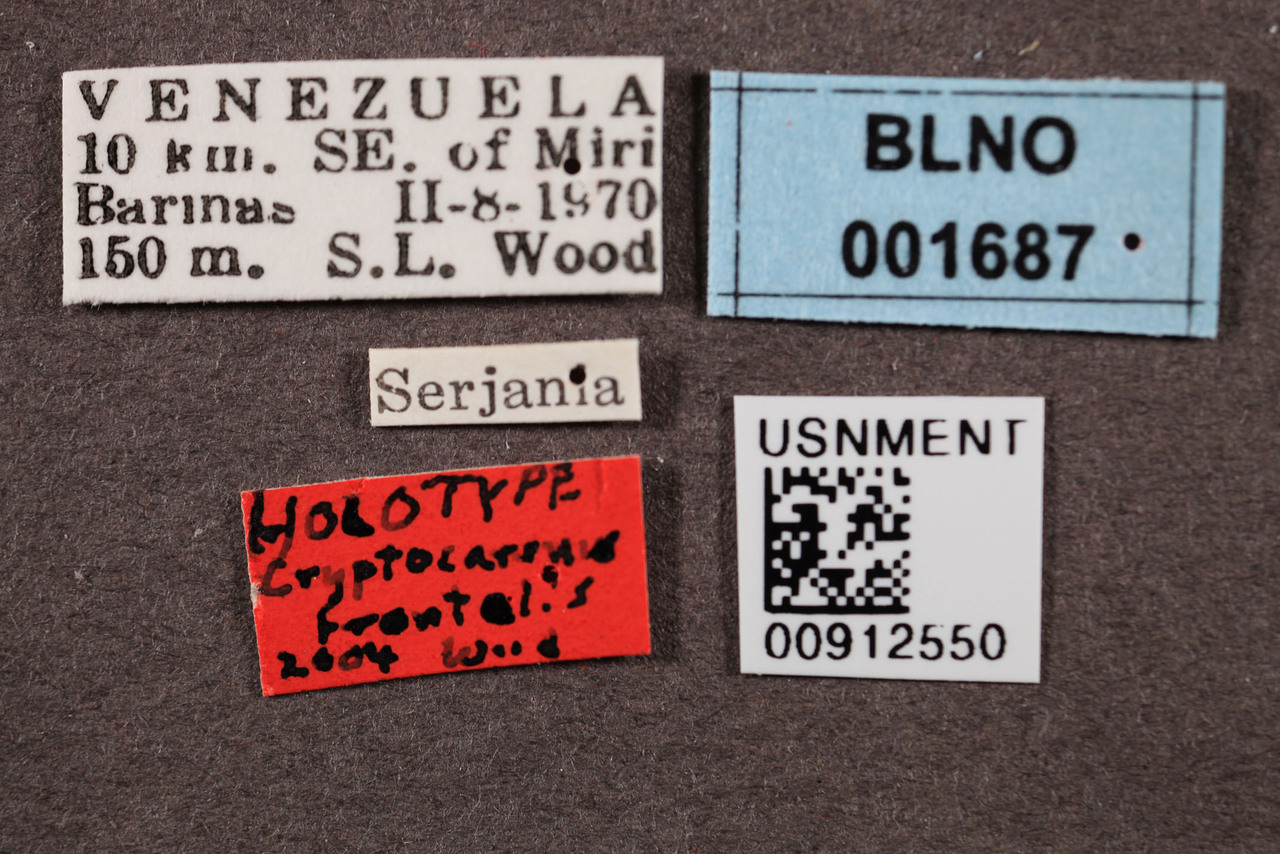 VENEZUELA
10 km. SE. of Miri
Barinas II-8-1970
150 m. S.L. Wood
BLNO
001687
Serjania
HOLOTYPE
Cryptocarenus
frontalis
2004 Wood
USNMENT
00912550